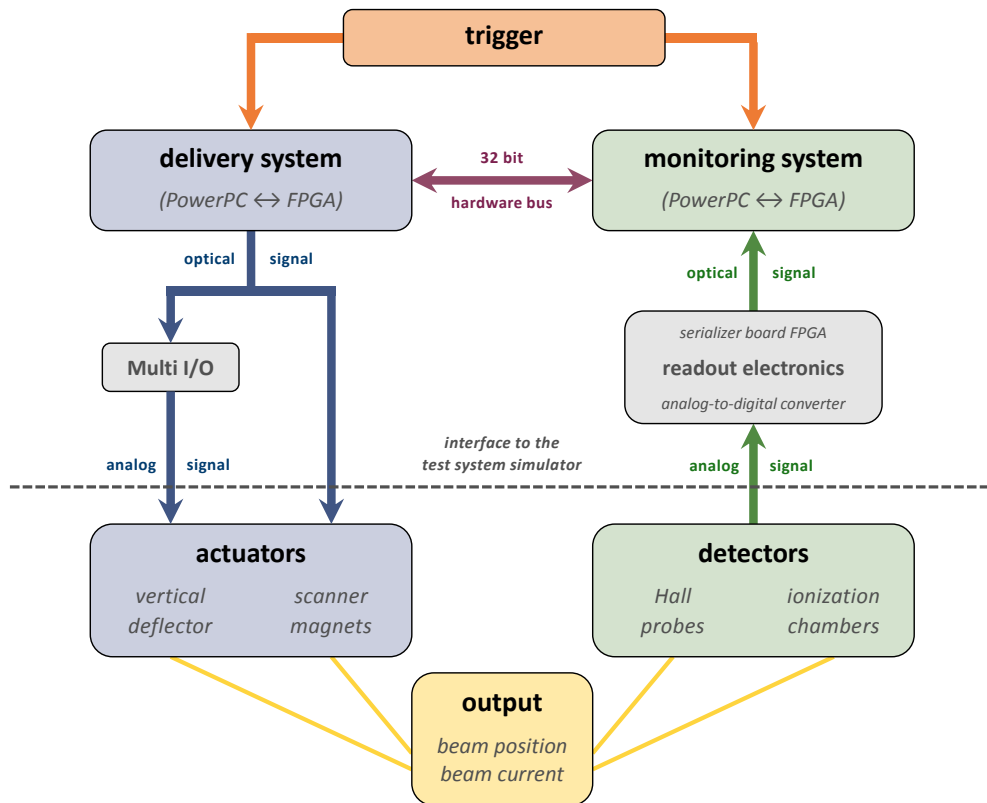 trigger
delivery system
(PowerPC ↔ FPGA)
32 bit
hardware bus
monitoring system
(PowerPC ↔ FPGA)
optical signal
optical signal
Multi I/O
serializer board FPGA
readout electronics
analog-to-digital converter
analog signal
interface to the
test system simulator
analog signal
actuators
vertical
deflector
scanner
magnets
detectors
Hall
probes
ionization
chambers
output
beam position
beam current